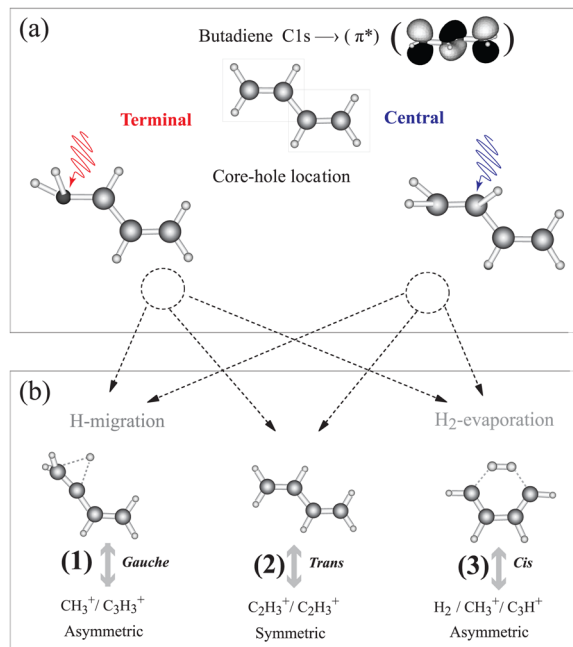 (a)
Butadiene C1s → (π*)
Terminal
Central
Core-hole location
(b)
H-migration
H₂-evaporation
(1) Gauche
(2) Trans
(3) Cis
CH₃⁺/ C₃H₃⁺
C₂H₃⁺/ C₂H₃⁺
H₂ / CH₃⁺/ C₃H⁺
Asymmetric
Symmetric
Asymmetric